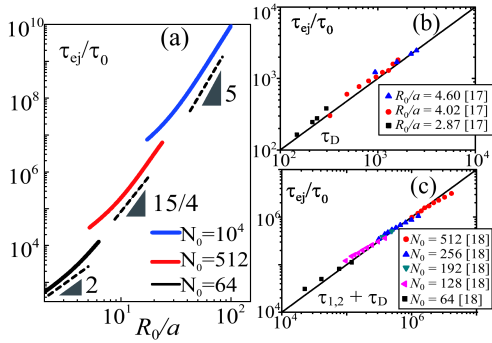 τej/τ0
(a)
10^10
10^8
10^6
10^4
5
15/4
2
N0=10^4
N0=512
N0=64
10^1
10^2
R0/a
τej/τ0
(b)
10^4
10^3
10^2
R0/a = 4.60 [17]
R0/a = 4.02 [17]
R0/a = 2.87 [17]
τD
10^2
10^3
10^4
τej/τ0
(c)
10^6
10^4
N0 = 512 [18]
N0 = 256 [18]
N0 = 192 [18]
N0 = 128 [18]
N0 = 64 [18]
τ1,2 + τD
10^4
10^6